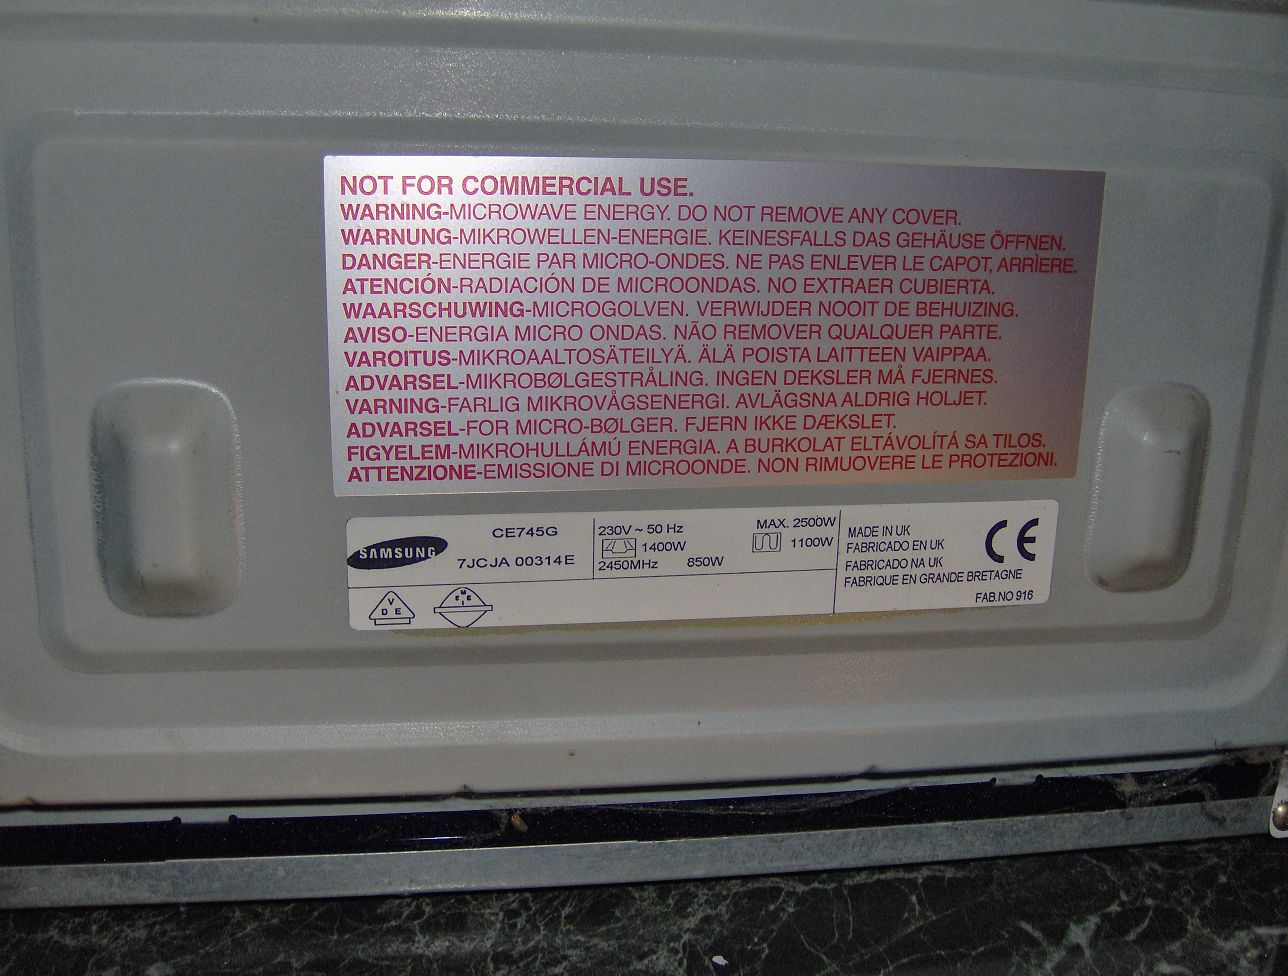 NOT FOR COMMERCIAL USE.
WARNING-MICROWAVE ENERGY. DO NOT REMOVE ANY COVER.
WARNUNG-MIKROWELLEN-ENERGIE. KEINESFALLS DAS GEHÄUSE ÖFFNEN.
DANGER-ENERGIE PAR MICRO-ONDES. NE PAS ENLEVER LE CAPOT, ARRIERE.
ATENCIÓN-RADIACIÓN DE MICROONDAS. NO EXTRAER CUBIERTA.
WAARSCHUWING-MICROGOLVEN. VERWIJDER NOOIT DE BEHUIZING.
AVISO-ENERGIA MICRO ONDAS. NÃO REMOVER QUALQUER PARTE.
VAROITUS-MIKROAALTOSÄTEILYÄ. ÄLÄ POISTA LAITTEEN VAIPPAA.
ADVARSEL-MIKROBØLGESTRÅLING. INGEN DEKSLER MÅ FJERNES.
VARNING-FARLIG MIKROVÅGSENERGI. AVLÄGSNA ALDRIG HOLJET.
ADVARSEL-FOR MICRO-BØLGER. FJERN IKKE DÆKSLET.
FIGYELEM-MIKROHULLÁMÚ ENERGIA. A BURKOLAT ELTÁVOLÍTÁ SA TILOS.
ATTENZIONE-EMISSIONE DI MICROONDE. NON RIMUOVERE LE PROTEZIONI.
SAMSUNG
CE745G
7JCJA 00314E
230V ~ 50 Hz MAX. 2500W
1400W 1100W
2450MHz 850W
MADE IN UK
FABRICADO EN UK
FABRICADO NA UK
FABRIQUE EN GRANDE BRETAGNE
FAB.NO 916
CE
VDE
MEEI